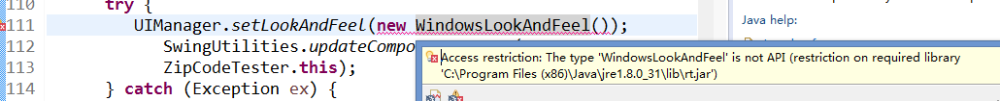 110 try {
Java help:
111 UIManager.setLookAndFeel(new WindowsLookAndFeel());
112 SwingUtilities.updateCompo
Access restriction: The type 'WindowsLookAndFeel' is not API (restriction on required library
113 ZipCodeTester.this);
'C:\Program Files (x86)\Java\jre1.8.0_31\lib\rt.jar')
114 } catch (Exception ex) {